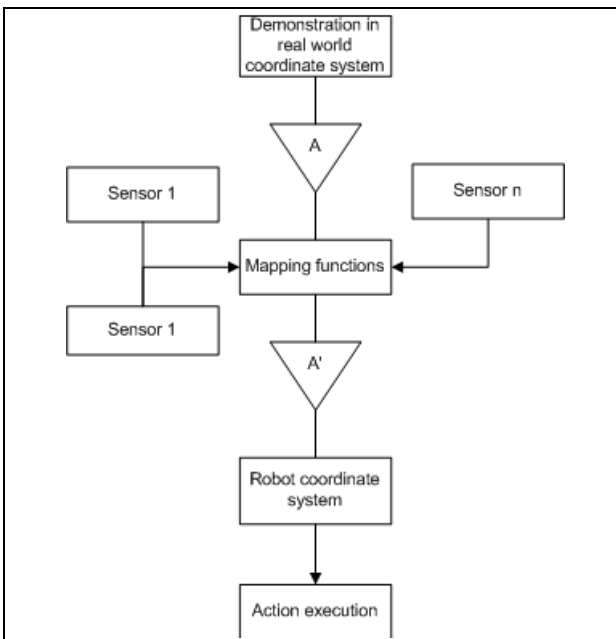 Demonstration in
real world
coordinate system
A
Sensor 1
Sensor n
Mapping functions
Sensor 1
A'
Robot coordinate
system
Action execution